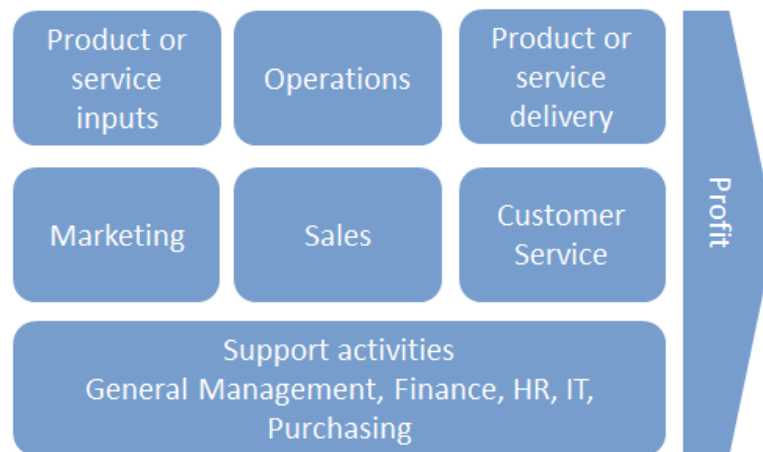 Product or
service
inputs
Operations
Product or
service
delivery
Marketing
Sales
Customer
Service
Support activities
General Management, Finance, HR, IT,
Purchasing
Profit